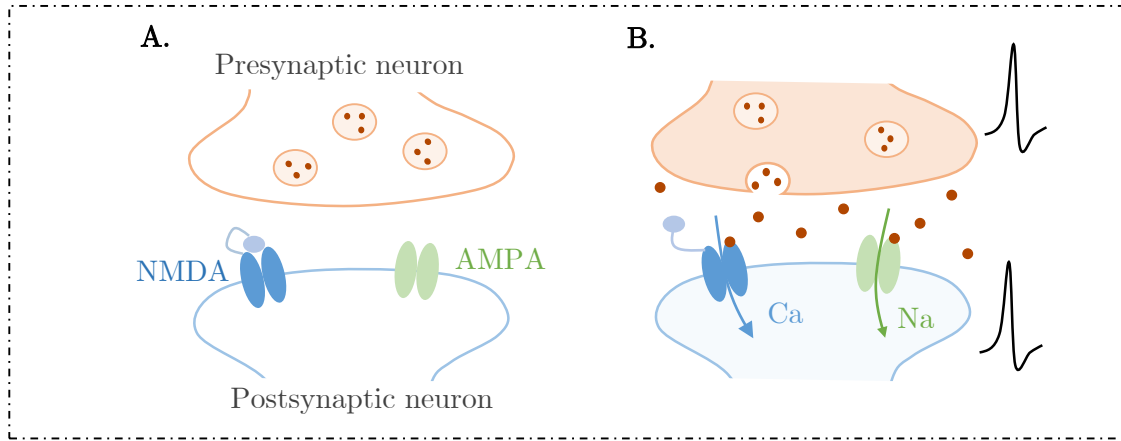 A.
Presynaptic neuron
NMDA
AMPA
Postsynaptic neuron
B.
Ca
Na